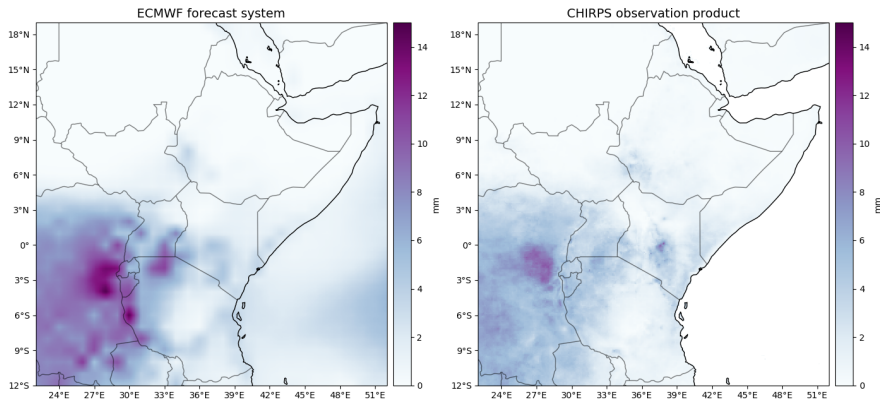 ECMWF forecast system
CHIRPS observation product
18°N
15°N
12°N
9°N
6°N
3°N
0°
3°S
6°S
9°S
12°S
24°E 27°E 30°E 33°E 36°E 39°E 42°E 45°E 48°E 51°E
14
12
10
8
6
4
2
0
mm
18°N
15°N
12°N
9°N
6°N
3°N
0°
3°S
6°S
9°S
12°S
24°E 27°E 30°E 33°E 36°E 39°E 42°E 45°E 48°E 51°E
14
12
10
8
6
4
2
0
mm